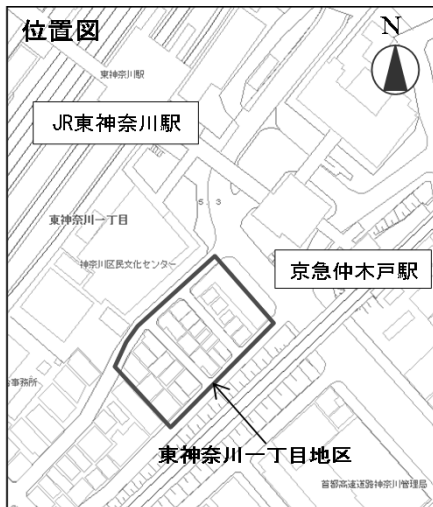 位置図
N
東神奈川駅
JR東神奈川駅
5.3
東神奈川一丁目
神奈川区民文化センター
京急仲木戸駅
事務所
東神奈川一丁目地区
首都高速道路神奈川管理局